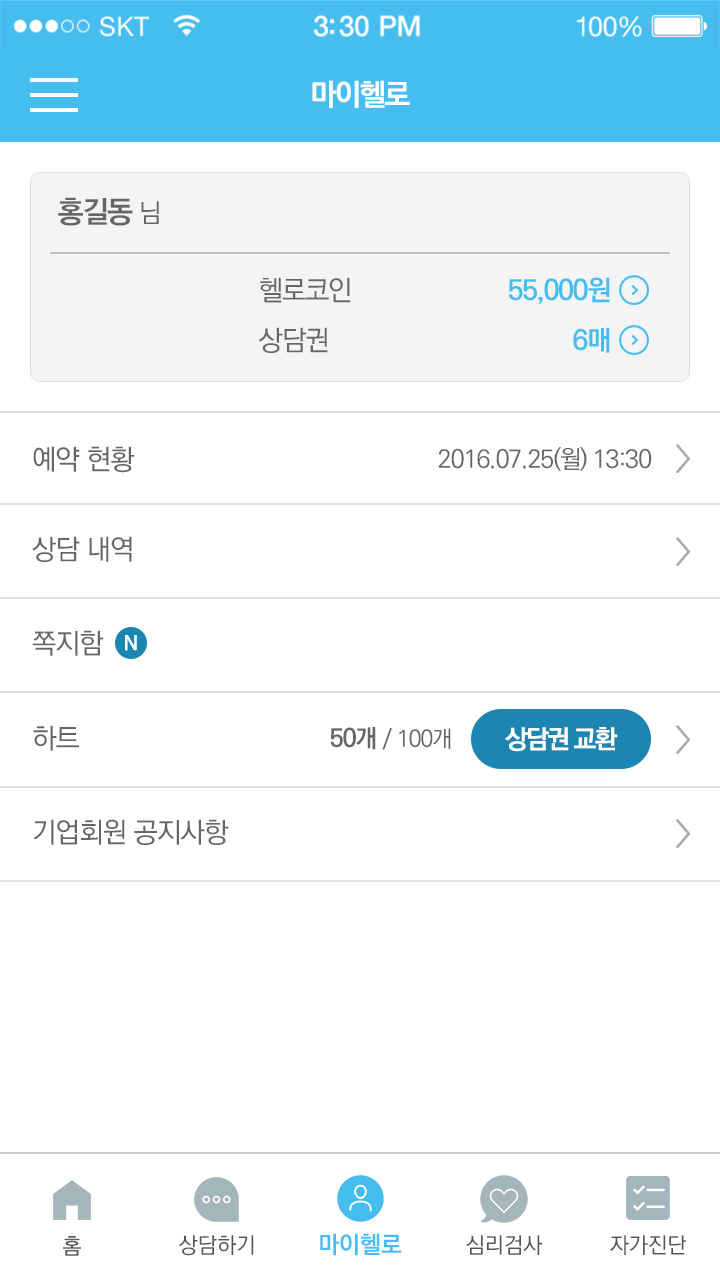 SKT 3:30 PM 100%
마이헬로
홍길동 님
헬로코인 55,000원
상담권 6매
예약 현황 2016.07.25(월) 13:30
상담 내역
쪽지함 N
하트 50개 / 100개 상담권 교환
기업회원 공지사항
홈 상담하기 마이헬로 심리검사 자가진단